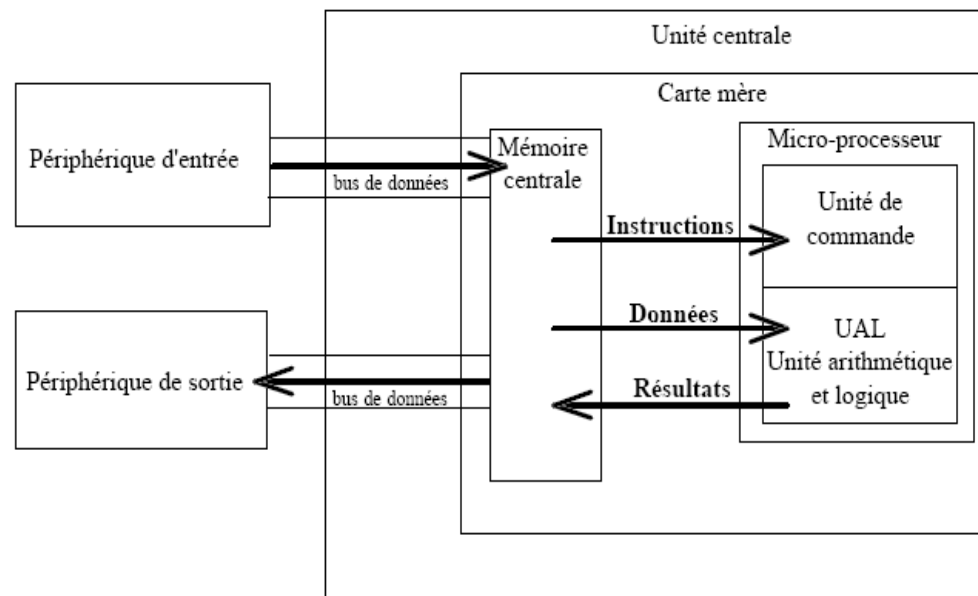 Unité centrale
Carte mère
Périphérique d'entrée
bus de données
Mémoire
centrale
Micro-processeur
Unité de
commande
Instructions
Données
UAL
Unité arithmétique
et logique
Résultats
Périphérique de sortie
bus de données